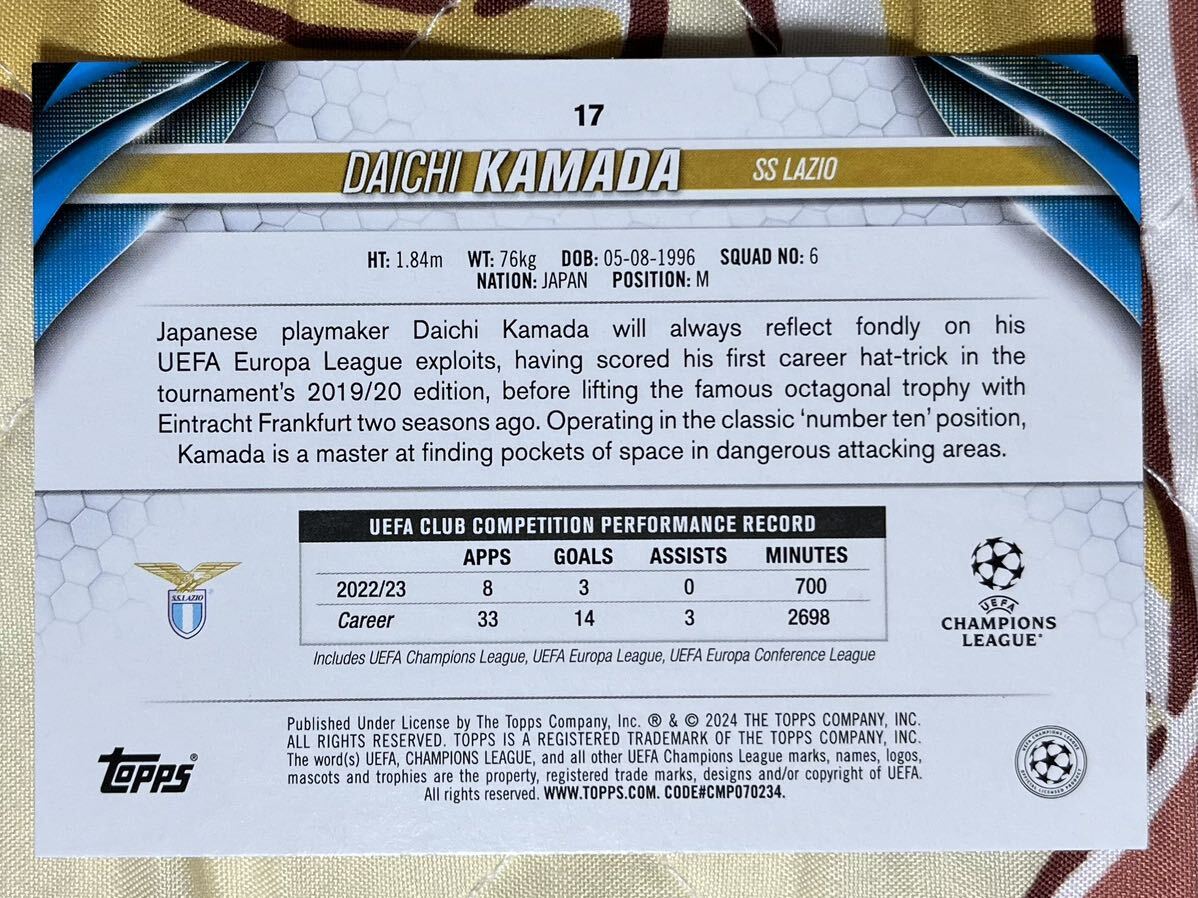 17
DAICHI KAMADA SS LAZIO
HT: 1.84m WT: 76kg DOB: 05-08-1996 SQUAD NO: 6
NATION: JAPAN POSITION: M
Japanese playmaker Daichi Kamada will always reflect fondly on his
UEFA Europa League exploits, having scored his first career hat-trick in the
tournament's 2019/20 edition, before lifting the famous octagonal trophy with
Eintracht Frankfurt two seasons ago. Operating in the classic 'number ten' position,
Kamada is a master at finding pockets of space in dangerous attacking areas.
UEFA CLUB COMPETITION PERFORMANCE RECORD
APPS GOALS ASSISTS MINUTES
2022/23 8 3 0 700
Career 33 14 3 2698
Includes UEFA Champions League, UEFA Europa League, UEFA Europa Conference League
S.S.LAZIO
UEFA
CHAMPIONS
LEAGUE®
Published Under License by The Topps Company, Inc. ® & © 2024 THE TOPPS COMPANY, INC.
ALL RIGHTS RESERVED. TOPPS IS A REGISTERED TRADEMARK OF THE TOPPS COMPANY, INC.
The word(s) UEFA, CHAMPIONS LEAGUE, and all other UEFA Champions League marks, names, logos,
mascots and trophies are the property, registered trade marks, designs and/or copyright of UEFA.
All rights reserved. WWW.TOPPS.COM. CODE#CMP070234.
topps®
UEFA CHAMPIONS LEAGUE
OFFICIAL LICENSED PRODUCT